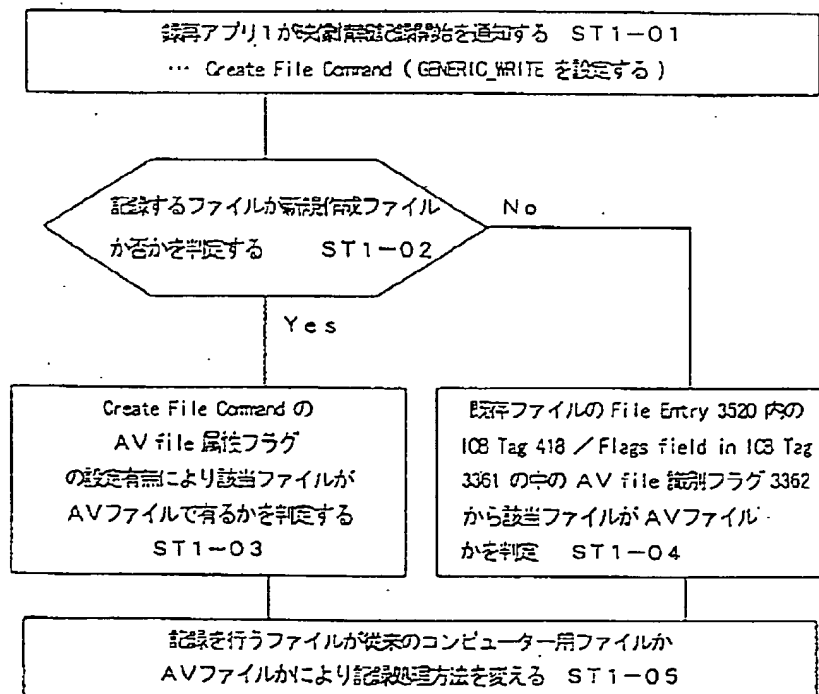 録再アプリ1が映像情報記録開始を通知する ST1-01
… Create File Command ( GENERIC_WRITE を設定する )
記録するファイルが新規作成ファイル
か否かを判定する ST1-02
No
Yes
Create File Command の
AV file 属性フラグ
の設定有無により該当ファイルが
AVファイルで有るかを判定する
ST1-03
既存ファイルの File Entry 3520 内の
ICB Tag 418 / Flags field in ICB Tag
3361 の中の AV file 識別フラグ 3362
から該当ファイルが AVファイル
かを判定 ST1-04
記録を行うファイルが従来のコンピューター用ファイルか
AVファイルかにより記録処理方法を変える ST1-05